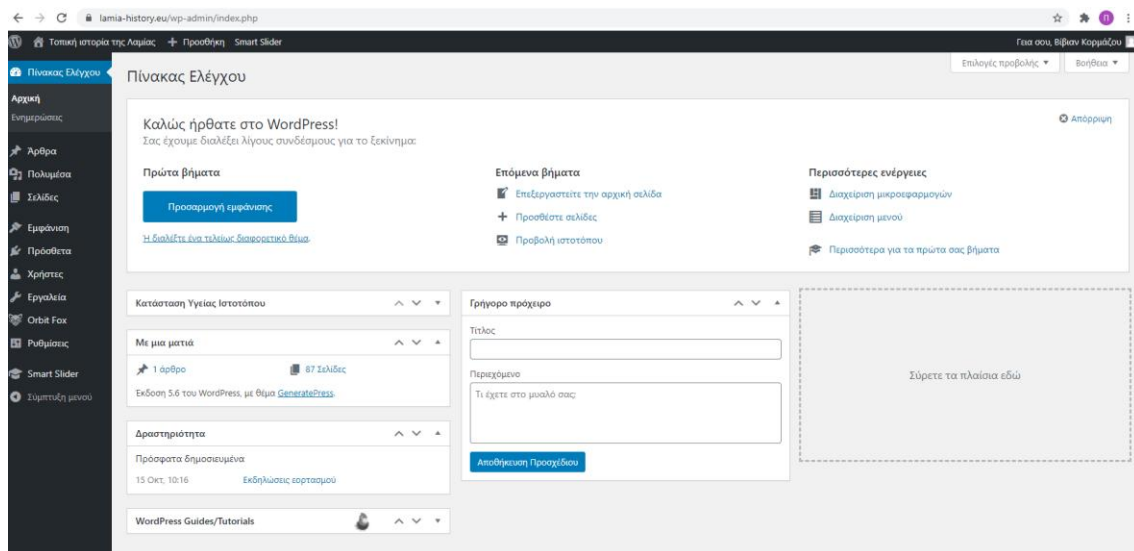 lamia-history.eu/wp-admin/index.php
Π
Τοπική ιστορία της Λαμίας + Προσθήκη Smart Slider
Γεια σου, Βίβιαν Κορμάζου
Πίνακας Ελέγχου
Αρχική
Ενημερώσεις
Άρθρα
Πολυμέσα
Σελίδες
Εμφάνιση
Πρόσθετα
Χρήστες
Εργαλεία
Orbit Fox
Ρυθμίσεις
Smart Slider
Σύμπτυξη μενού
Επιλογές προβολής
Βοήθεια
Πίνακας Ελέγχου
Καλώς ήρθατε στο WordPress!
Απόρριψη
Σας έχουμε διαλέξει λίγους συνδέσμους για το ξεκίνημα:
Πρώτα βήματα
Προσαρμογή εμφάνισης
Ή διαλέξτε ένα τελείως διαφορετικό θέμα.
Επόμενα βήματα
Επεξεργαστείτε την αρχική σελίδα
Προσθέστε σελίδες
Προβολή ιστοτόπου
Περισσότερες ενέργειες
Διαχείριση μικροεφαρμογών
Διαχείριση μενού
Περισσότερα για τα πρώτα σας βήματα
Κατάσταση Υγείας Ιστοτόπου
Με μια ματιά
1 άρθρο
87 Σελίδες
Έκδοση 5.6 του WordPress, με θέμα GeneratePress.
Δραστηριότητα
Πρόσφατα δημοσιευμένα
15 Οκτ, 10:16 Εκδηλώσεις εορτασμού
WordPress Guides/Tutorials
Γρήγορο πρόχειρο
Τίτλος
Περιεχόμενο
Τι έχετε στο μυαλό σας;
Αποθήκευση Προσχέδιου
Σύρετε τα πλαίσια εδώ